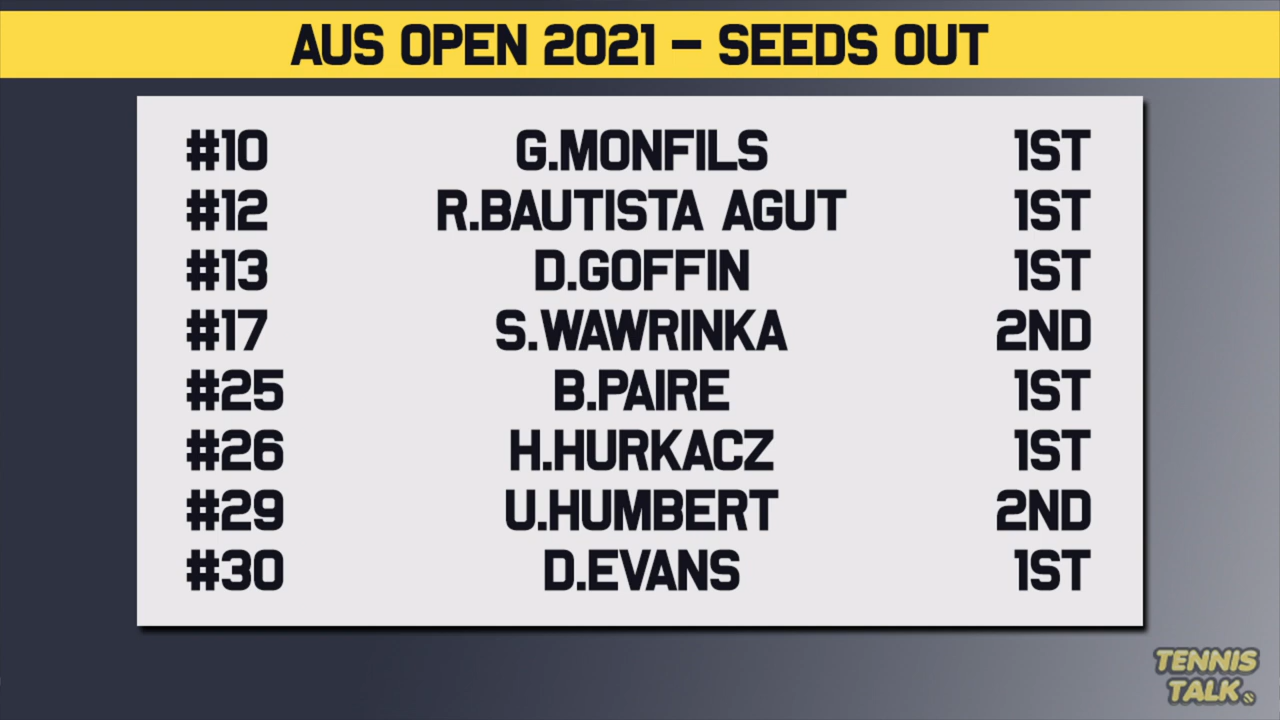 AUS OPEN 2021 – SEEDS OUT
#10 G.MONFILS 1ST
#12 R.BAUTISTA AGUT 1ST
#13 D.GOFFIN 1ST
#17 S.WAWRINKA 2ND
#25 B.PAIRE 1ST
#26 H.HURKACZ 1ST
#29 U.HUMBERT 2ND
#30 D.EVANS 1ST
TENNIS
TALK